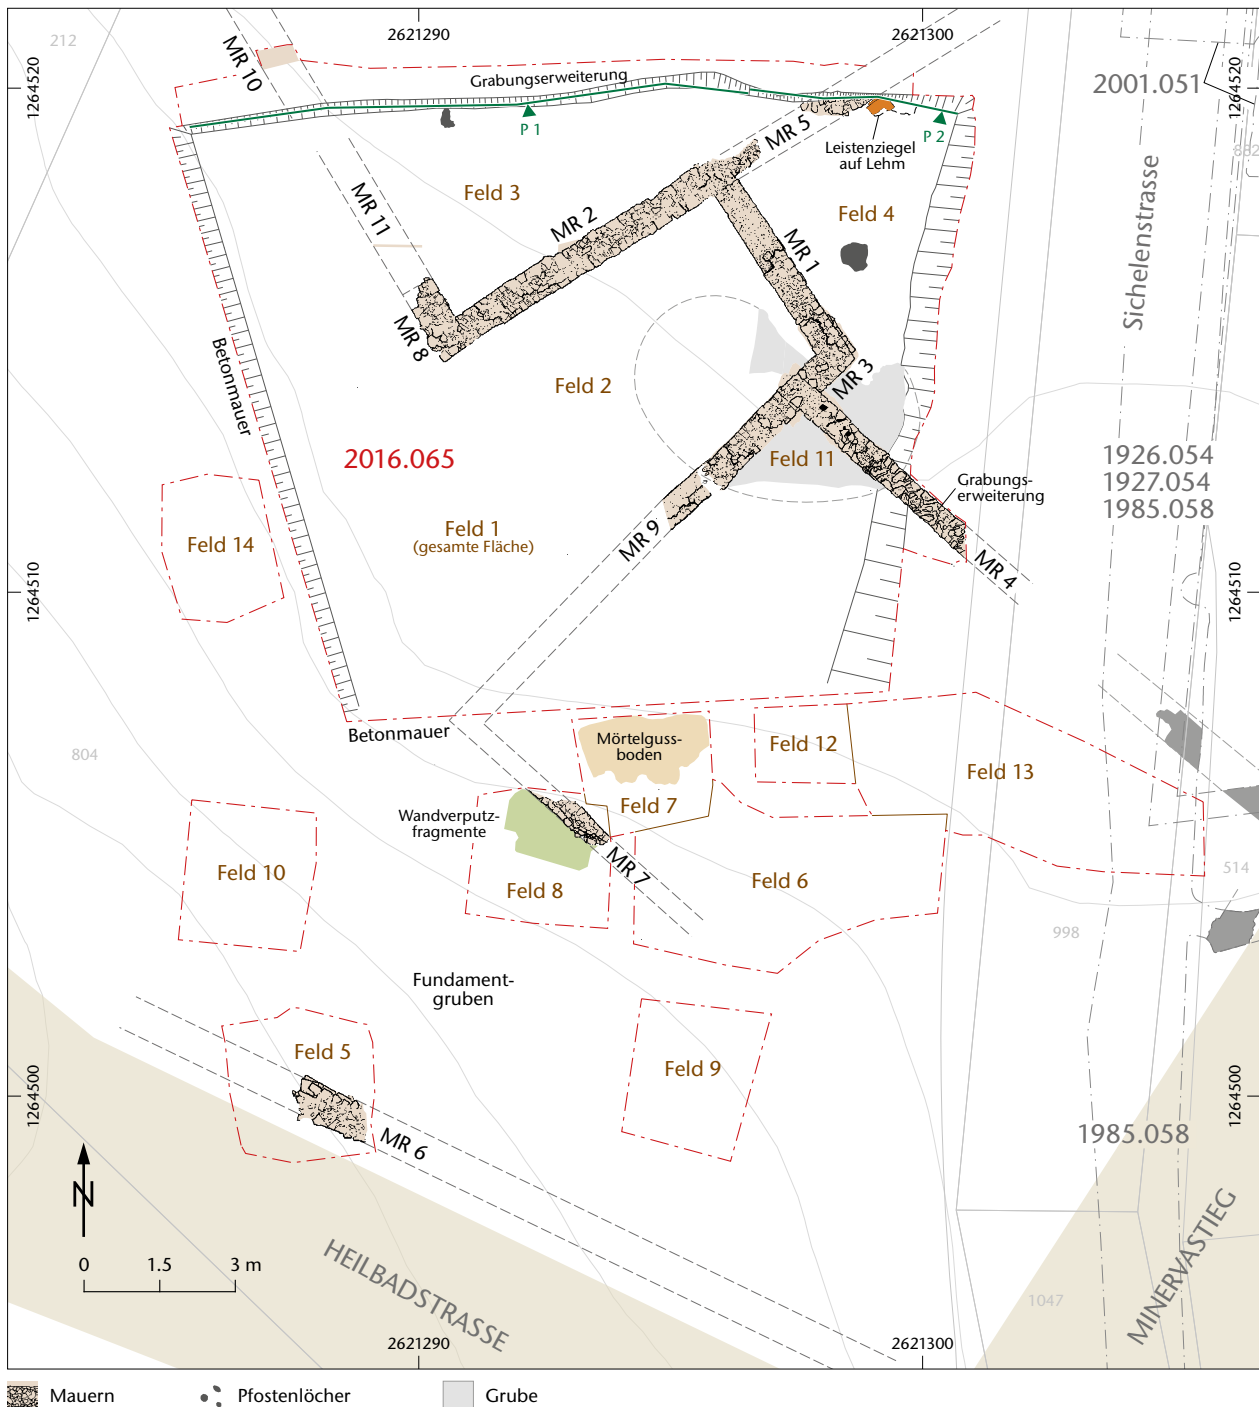 2621290
2621300
212
MR 10
Grabungserweiterung
1264520
1264520
2001.051
P 1
MR 5
P 2
Leistenziegel
auf Lehm
882
Feld 3
MR 11
MR 2
Feld 4
MR 1
Sichelenstrasse
MR 8
Betonmauer
Feld 2
MR 3
2016.065
Feld 11
1926.054
1927.054
1985.058
Grabungs-
erweiterung
Feld 1
(gesamte Fläche)
MR 9
Feld 14
MR 4
1264510
1264510
Betonmauer
Mörtelguss-
boden
Feld 12
804
Feld 13
Feld 7
Wandverputz-
fragmente
MR 7
Feld 10
Feld 8
Feld 6
514
998
Fundament-
gruben
Feld 5
Feld 9
1264500
1264500
MR 6
1985.058
N
HEILBADSTRASSE
MINERVASTIEG
0 1.5 3 m
1047
2621290
2621300
Mauern Pfostenlöcher Grube